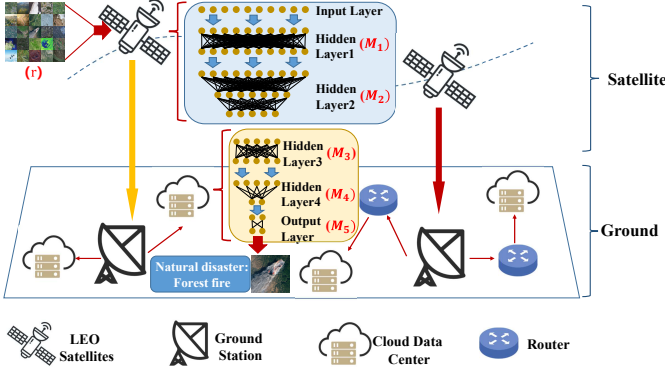 Input Layer
Hidden
Layer1
(M₁)
Hidden
Layer2
(M₂)
(Γ)
Satellite
Hidden
Layer3
(M₃)
Hidden
Layer4
(M₄)
Output
Layer
(M₅)
Ground
Natural disaster:
Forest fire
LEO
Satellites
Ground
Station
Cloud Data
Center
Router